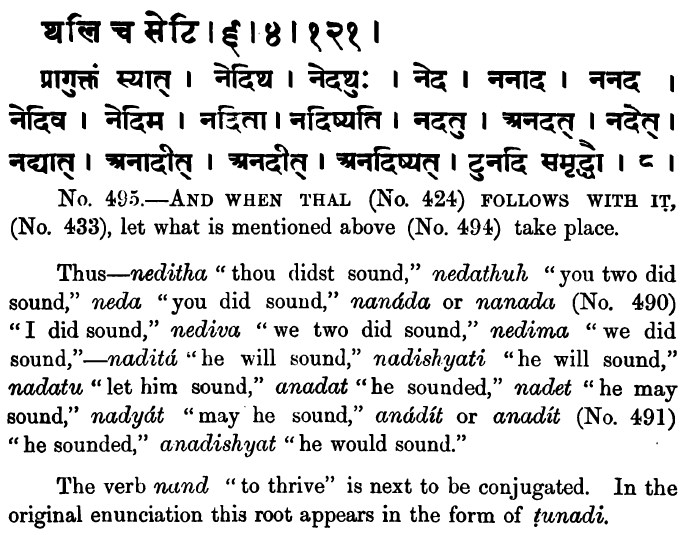 थलि च सेटि । ६ । ४ । १२१ ।
प्रागुक्तं स्यात् । नेदिथ । नेदथुः । नेद । ननाद । ननद ।
नेदिव । नेदिम । नदिता । नदिष्यति । नदतु । अनदत् । नदेत् ।
नद्यात् । अनादीत् । अनदीत् । अनदिष्यत् । टुनदि समृद्धौ । ८ ।
No. 495.—AND WHEN THAL (No. 424) FOLLOWS WITH IṬ,
(No. 433), let what is mentioned above (No. 494) take place.
Thus—neditha “thou didst sound,” nedathuh “you two did
sound,” neda “you did sound,” nanáda or nanada (No. 490)
“I did sound,” nediva “we two did sound,” nedima “we did
sound,”—naditá “he will sound,” nadishyati “he will sound,”
nadatu “let him sound,” anadat “he sounded,” nadet “he may
sound,” nadyát “may he sound,” anádít or anadít (No. 491)
“he sounded,” anadishyat “he would sound.”
The verb nand “to thrive” is next to be conjugated. In the
original enunciation this root appears in the form of ṭunadi.